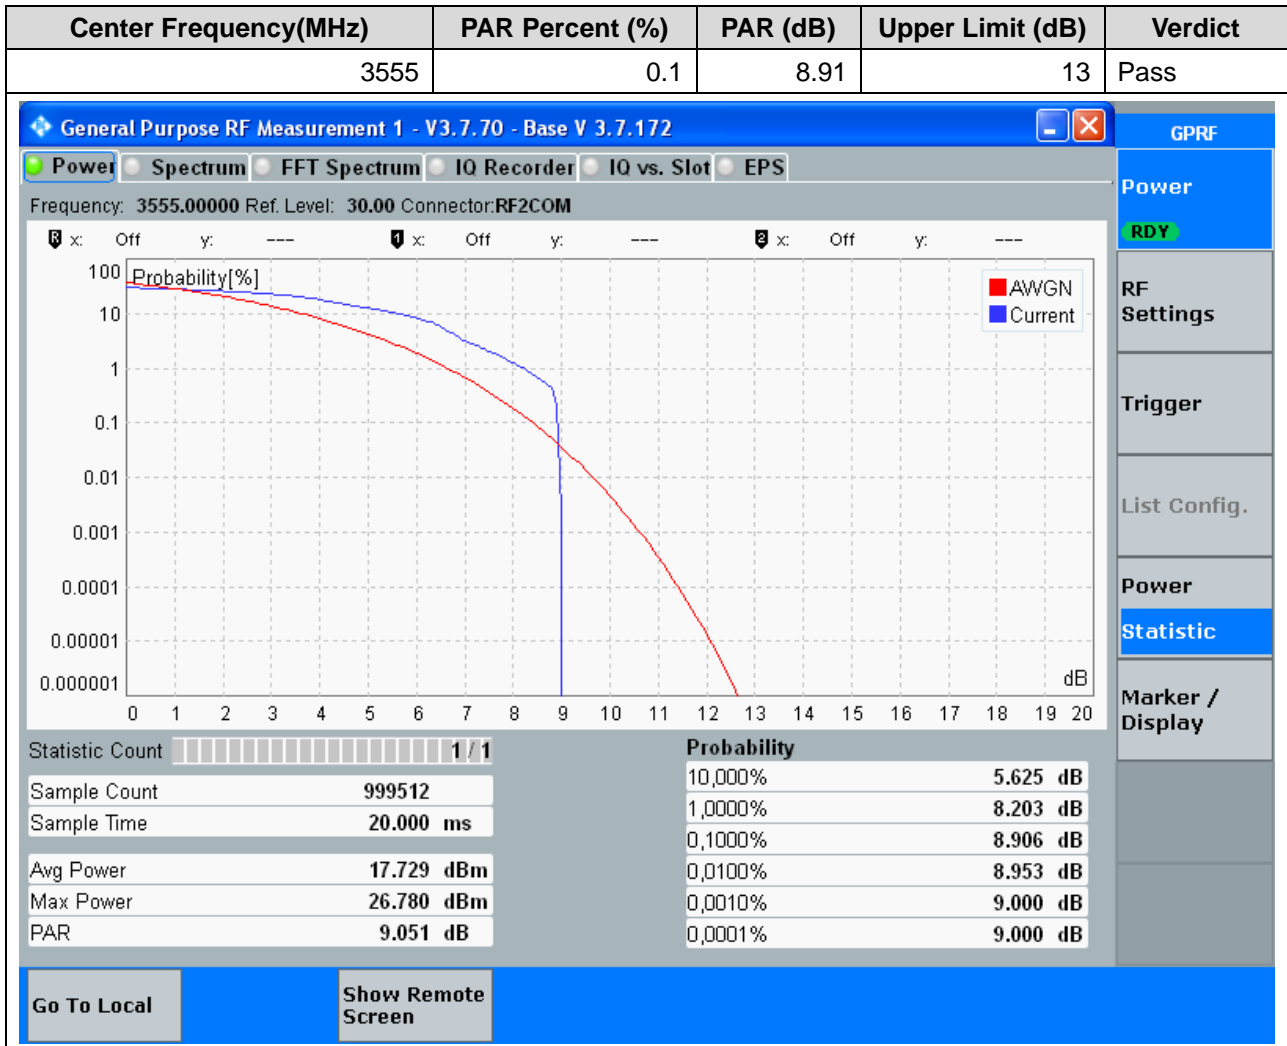 Center Frequency(MHz) PAR Percent (%) PAR (dB) Upper Limit (dB) Verdict
3555 0.1 8.91 13 Pass
General Purpose RF Measurement 1 - V3.7.70 - Base V 3.7.172
GPRF
Power Spectrum FFT Spectrum IQ Recorder IQ vs. Slot EPS
Power
RDY
Frequency: 3555.00000 Ref. Level: 30.00 Connector:RF2COM
R x: Off y: --- 1 x: Off y: --- 2 x: Off y: ---
Probability[%]
AWGN
Current
100
10
1
0.1
0.01
0.001
0.0001
0.00001
0.000001
dB
0 1 2 3 4 5 6 7 8 9 10 11 12 13 14 15 16 17 18 19 20
RF
Settings
Trigger
List Config.
Power
Statistic
Marker /
Display
Statistic Count 1 / 1
Sample Count 999512
Sample Time 20.000 ms
Avg Power 17.729 dBm
Max Power 26.780 dBm
PAR 9.051 dB
Probability
10,000% 5.625 dB
1,0000% 8.203 dB
0,1000% 8.906 dB
0,0100% 8.953 dB
0,0010% 9.000 dB
0,0001% 9.000 dB
Go To Local
Show Remote
Screen